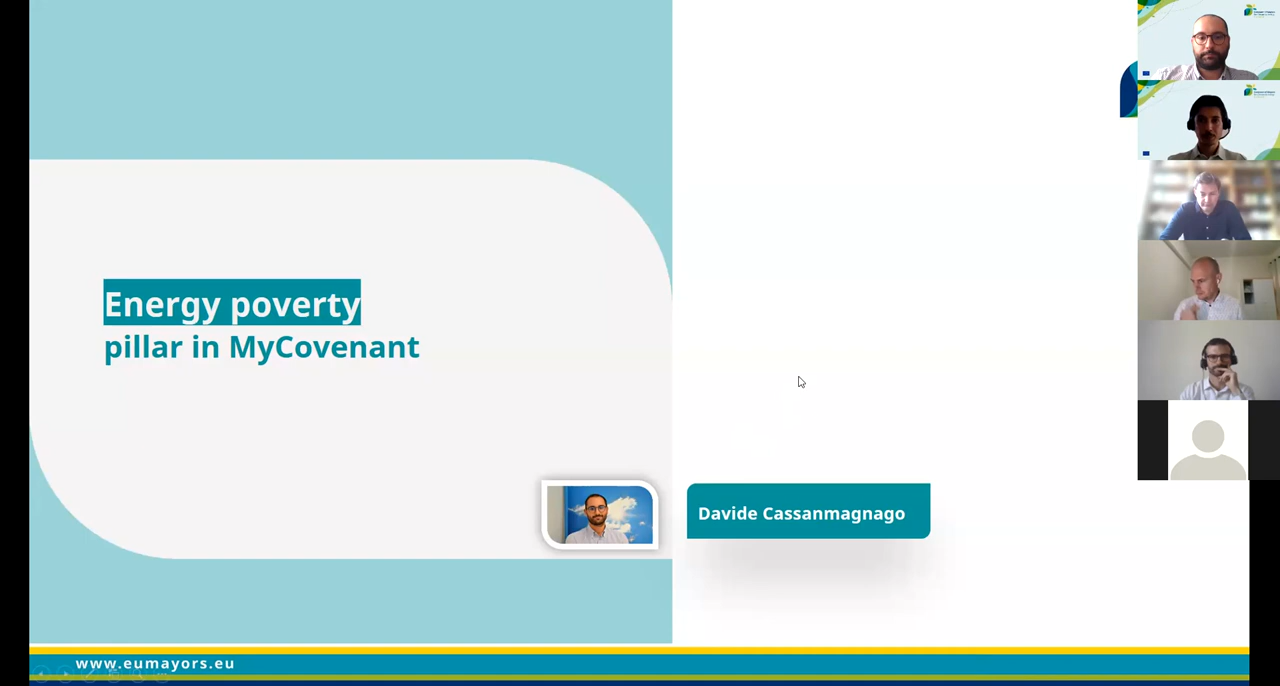 Energy poverty
pillar in MyCovenant
Davide Cassanmagnago
www.eumayors.eu